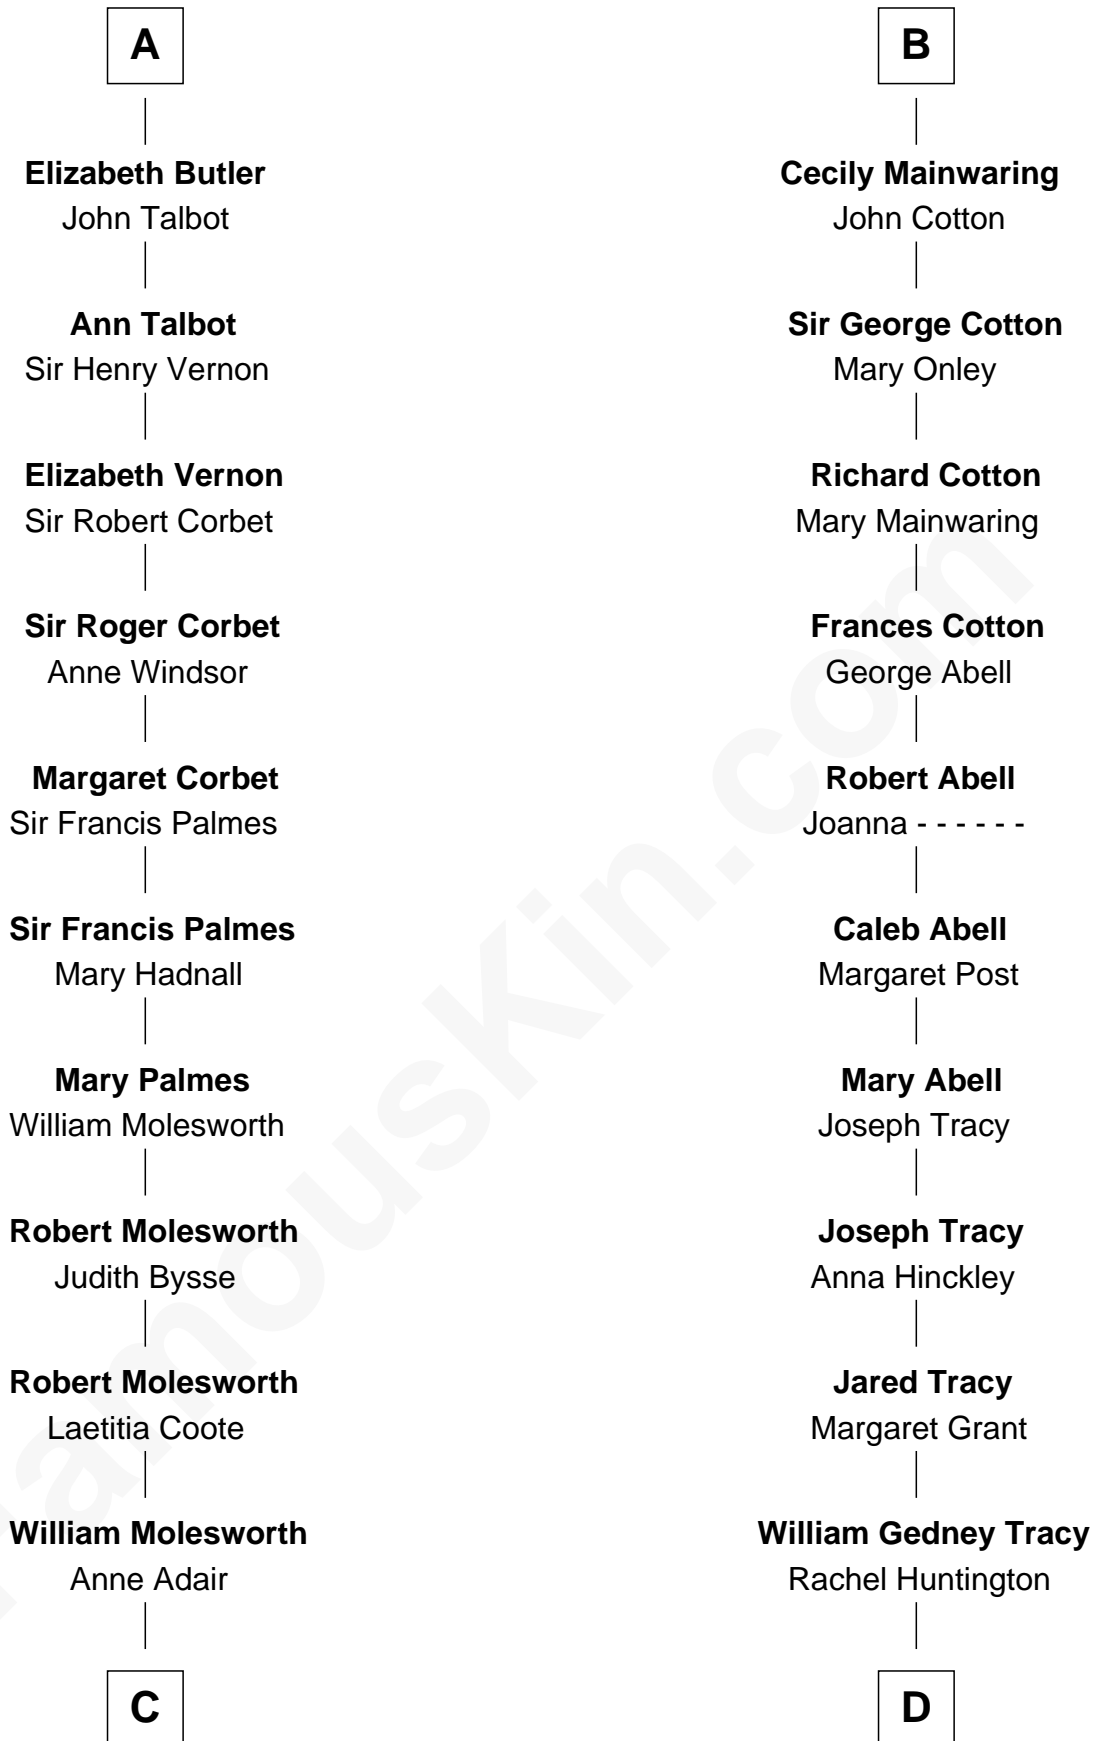 A
Elizabeth Butler
John Talbot
Ann Talbot
Sir Henry Vernon
Elizabeth Vernon
Sir Robert Corbet
Sir Roger Corbet
Anne Windsor
Margaret Corbet
Sir Francis Palmes
Sir Francis Palmes
Mary Hadnall
Mary Palmes
William Molesworth
Robert Molesworth
Judith Bysse
Robert Molesworth
Laetitia Coote
William Molesworth
Anne Adair
C
B
Cecily Mainwaring
John Cotton
Sir George Cotton
Mary Onley
Richard Cotton
Mary Mainwaring
Frances Cotton
George Abell
Robert Abell
Joanna - - - - - -
Caleb Abell
Margaret Post
Mary Abell
Joseph Tracy
Joseph Tracy
Anna Hinckley
Jared Tracy
Margaret Grant
William Gedney Tracy
Rachel Huntington
D
FamousKin.com